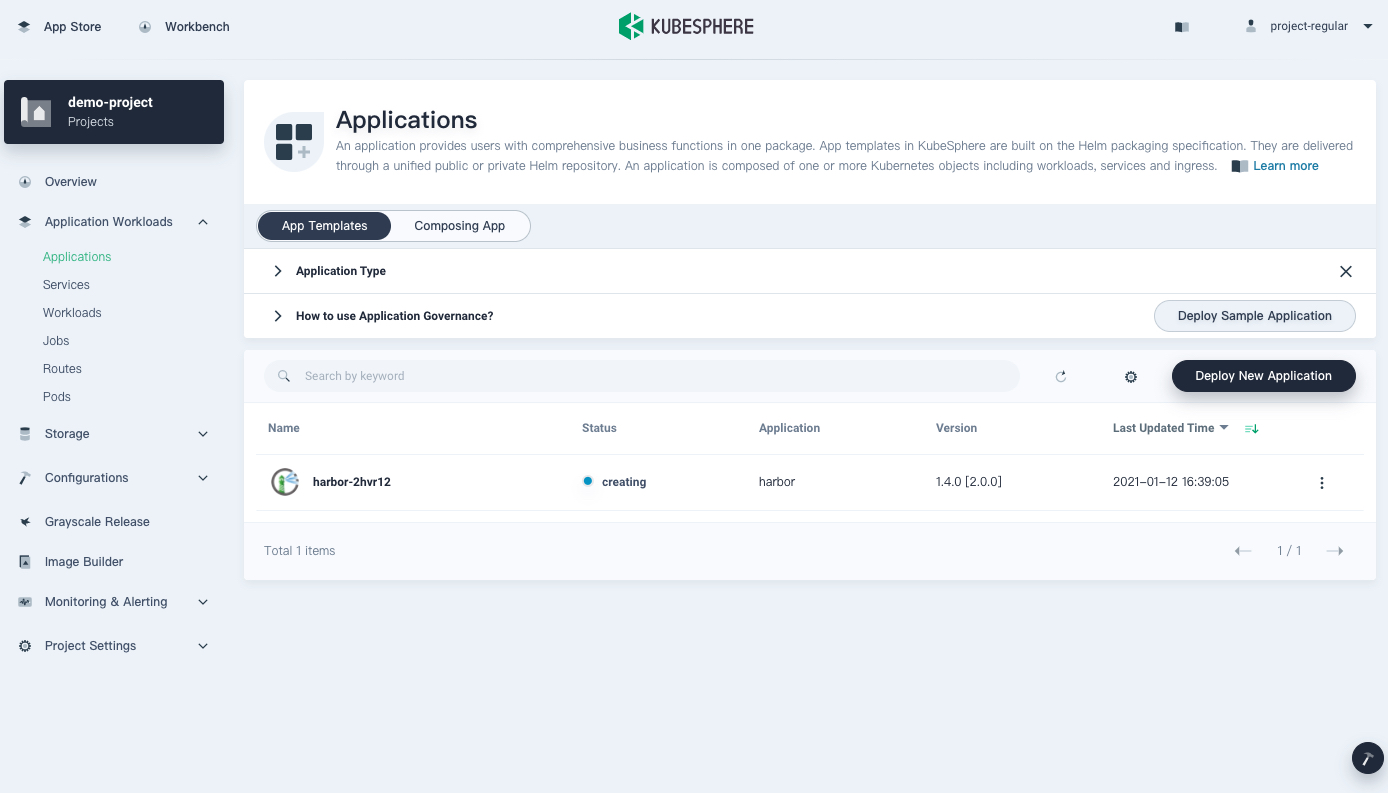 App Store
Workbench
KUBESPHERE
project-regular
demo-project
Projects
Overview
Application Workloads
Applications
Services
Workloads
Jobs
Routes
Pods
Storage
Configurations
Grayscale Release
Image Builder
Monitoring & Alerting
Project Settings
Applications
An application provides users with comprehensive business functions in one package. App templates in KubeSphere are built on the Helm packaging specification. They are delivered
through a unified public or private Helm repository. An application is composed of one or more Kubernetes objects including workloads, services and ingress. Learn more
App Templates
Composing App
Application Type
How to use Application Governance?
Deploy Sample Application
Search by keyword
Deploy New Application
Name Status Application Version Last Updated Time
harbor-2hvr12 creating harbor 1.4.0 [2.0.0] 2021-01-12 16:39:05
Total 1 items
1 / 1